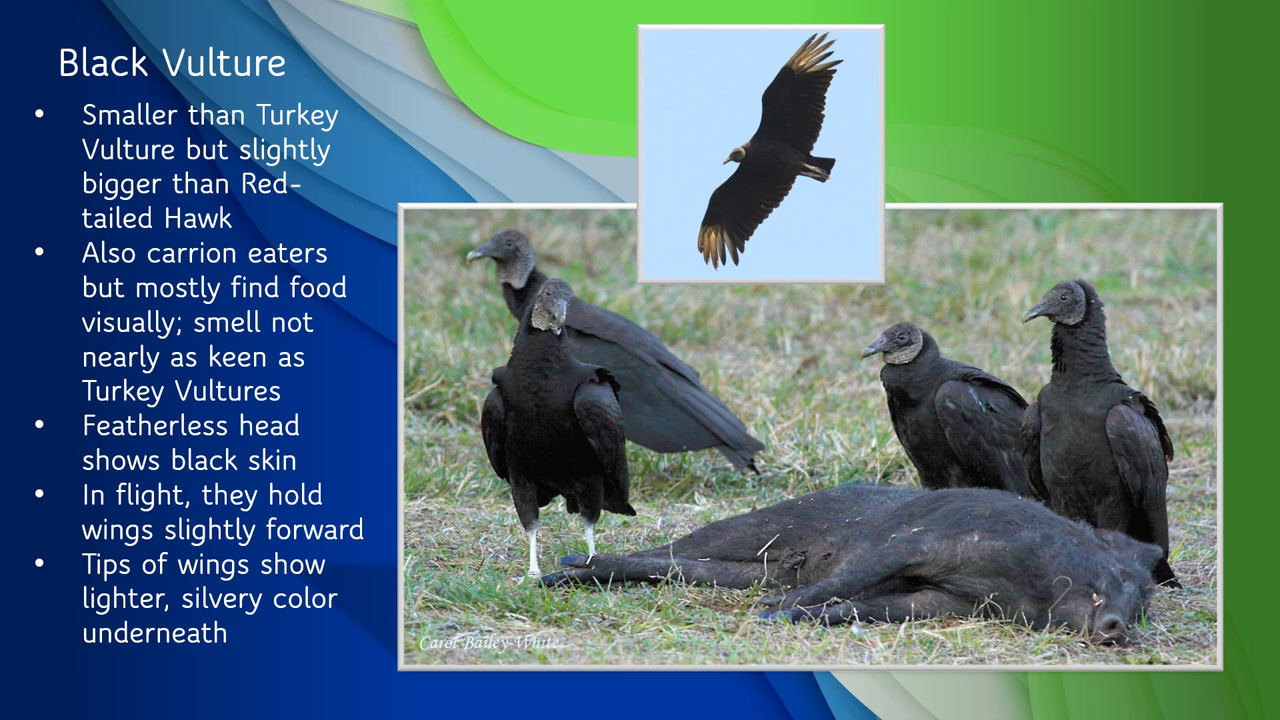 Black Vulture
• Smaller than Turkey
Vulture but slightly
bigger than Red-
tailed Hawk
• Also carrion eaters
but mostly find food
visually; smell not
nearly as keen as
Turkey Vultures
• Featherless head
shows black skin
• In flight, they hold
wings slightly forward
• Tips of wings show
lighter, silvery color
underneath
Carol Bailey-White